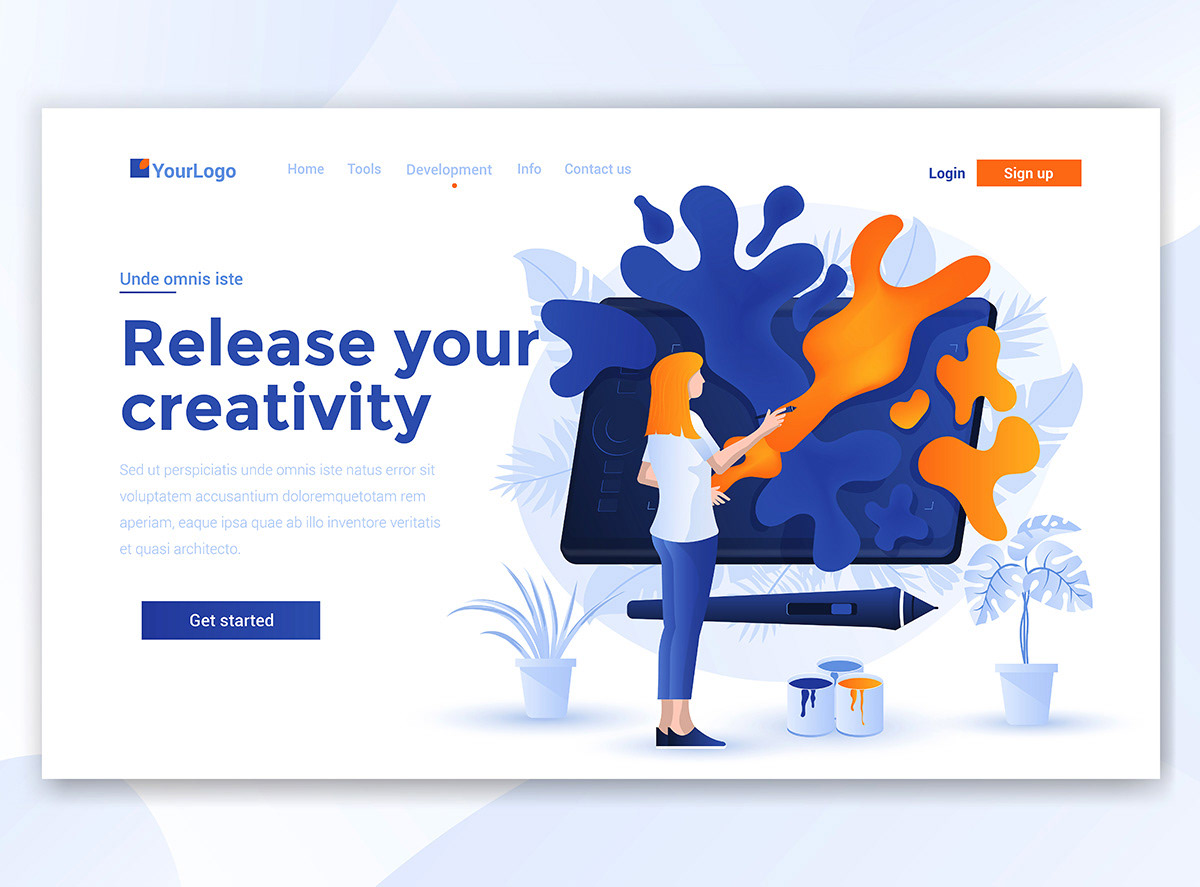 YourLogo
Home Tools Development Info Contact us
Login
Sign up
Unde omnis iste
Release your
creativity
Sed ut perspiciatis unde omnis iste natus error sit
voluptatem accusantium doloremquetotam rem
aperiam, eaque ipsa quae ab illo inventore veritatis
et quasi architecto.
Get started